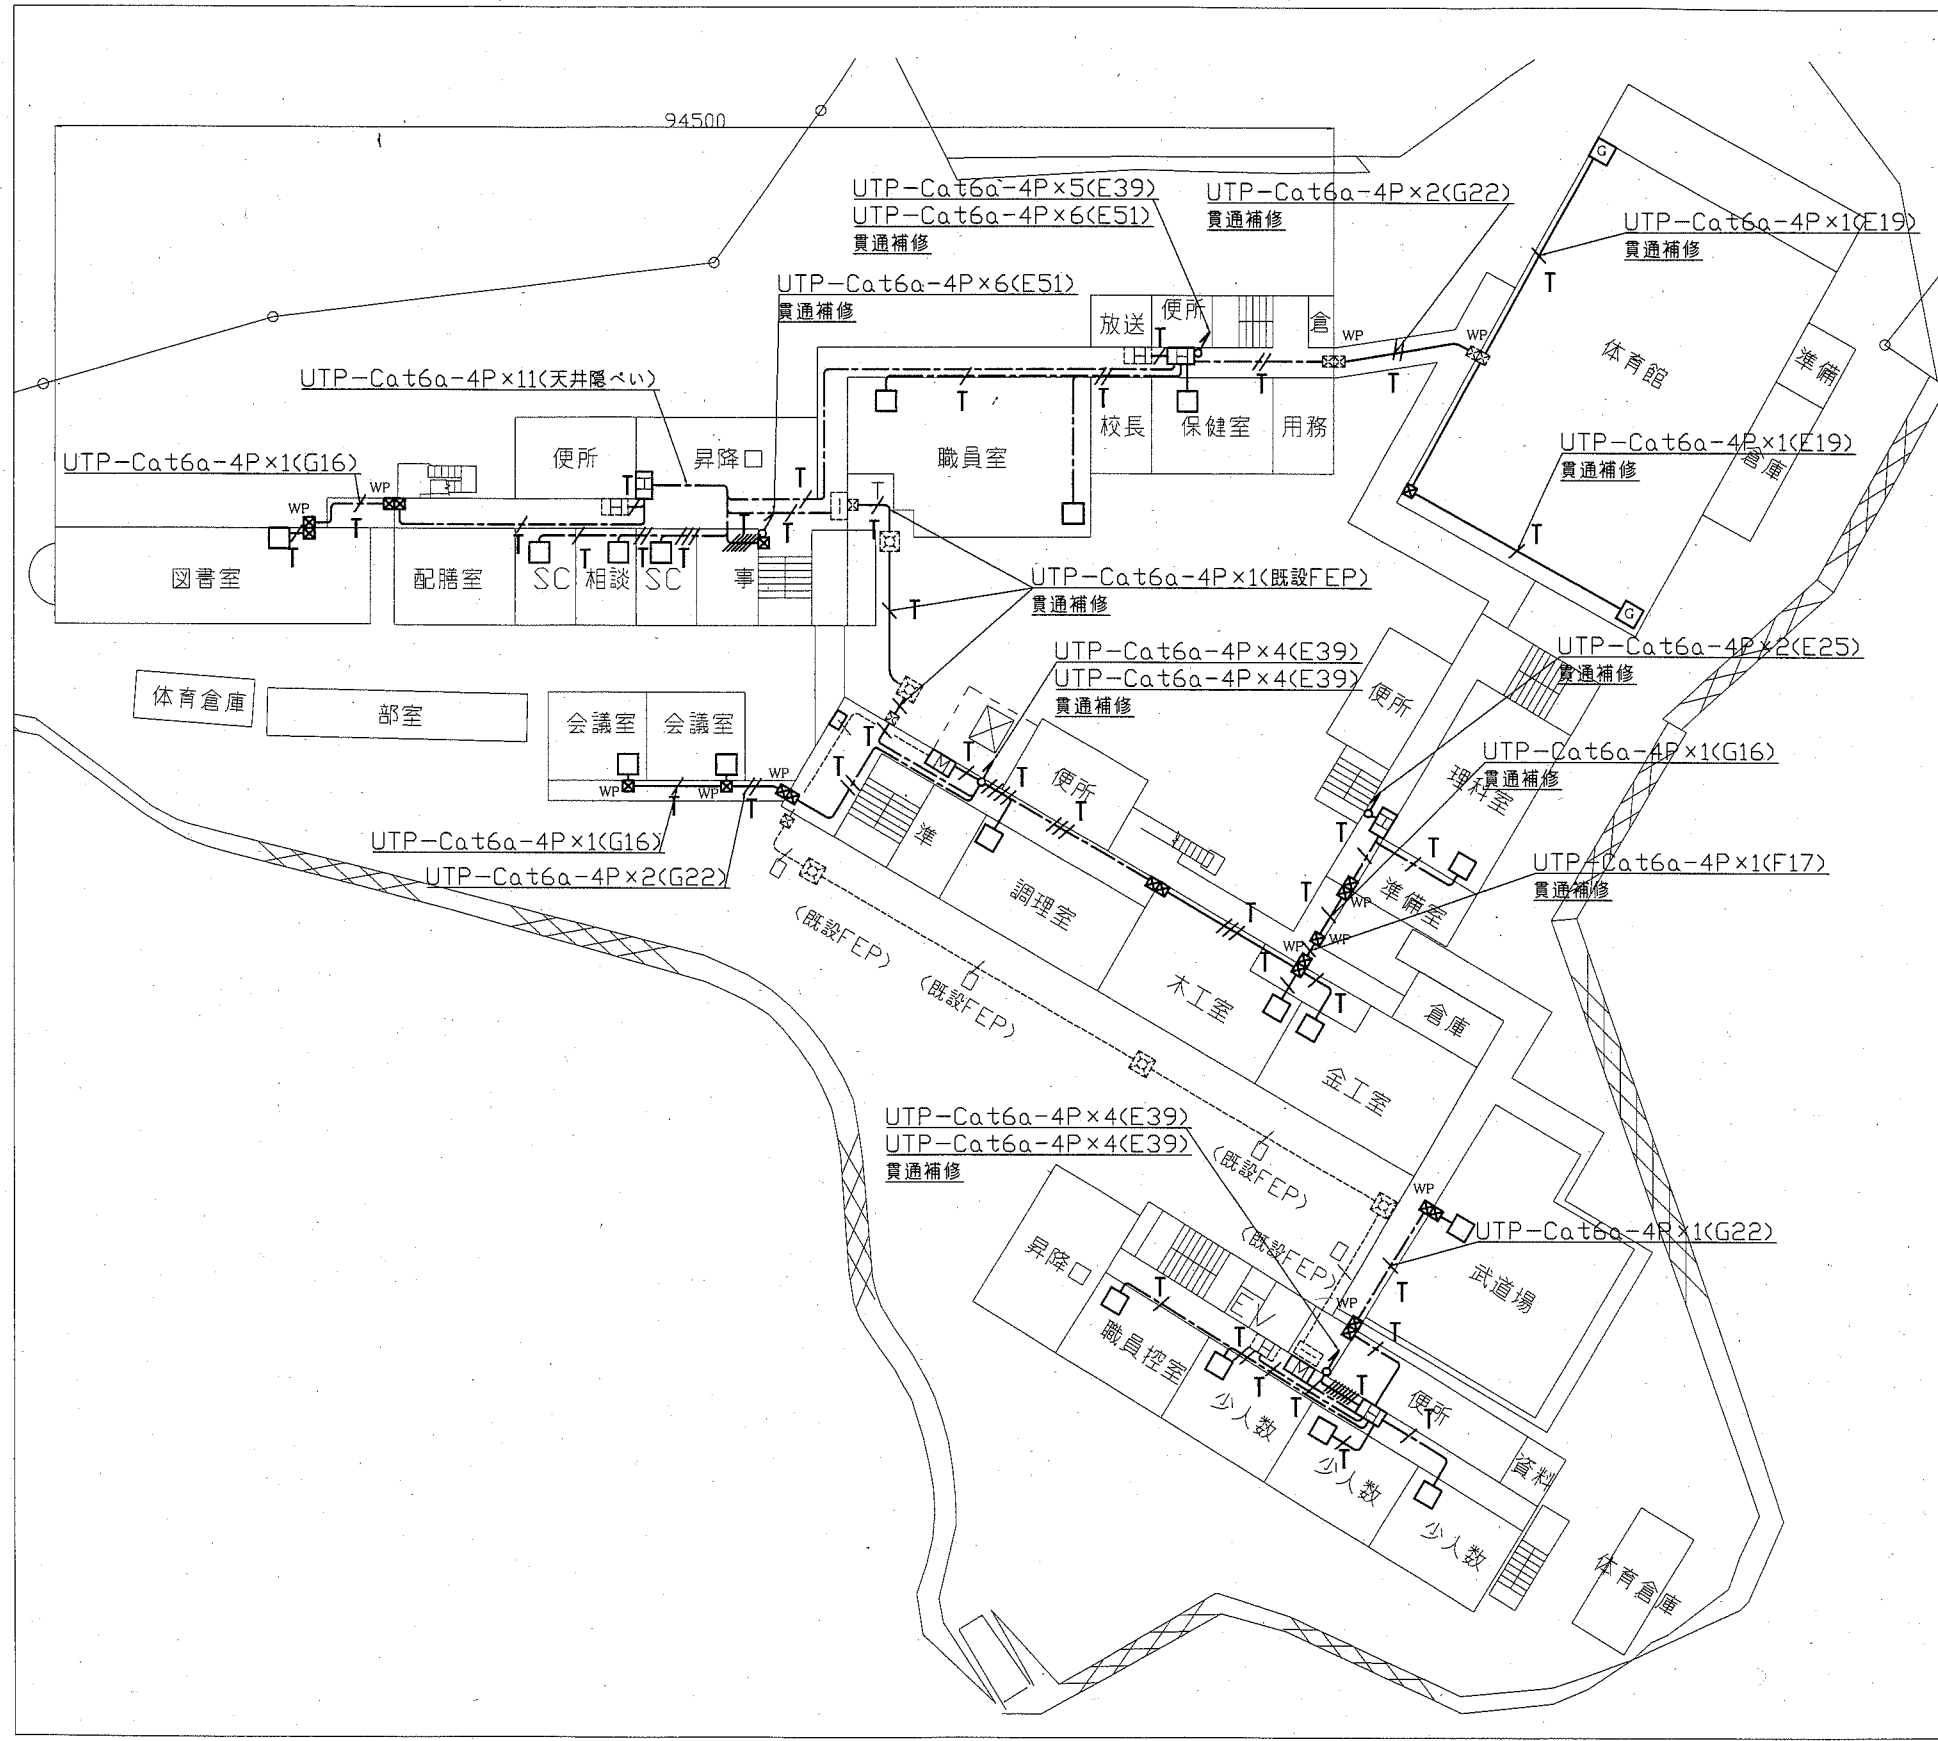 94500
UTP-Cat6a-4P×5(E39)
UTP-Cat6a-4P×6(E51)
貫通補修
UTP-Cat6a-4P×2(G22)
貫通補修
UTP-Cat6a-4P×1(E19)
貫通補修
G
UTP-Cat6a-4P×6(E51)
貫通補修
放送
便所
倉
WP
WP
体育館
準備
UTP-Cat6a-4P×11(天井隠ぺい)
H
H
T
T
T
T
T
T
校長
保健室
用務
職員室
UTP-Cat6a-4P×1(E19)
貫通補修
倉庫
T
UTP-Cat6a-4P×1(G16)
便所
昇降口
WP
WP
H
H
T
T
T
T
T
T
T
T
T
T
T
T
図書室
配膳室
SC
相談
SC
事
UTP-Cat6a-4P×1(既設FEP)
貫通補修
T
G
UTP-Cat6a-4P×4(E39)
UTP-Cat6a-4P×4(E39)
貫通補修
UTP-Cat6a-4P×2(E25)
貫通補修
体育倉庫
部室
会議室
会議室
便所
UTP-Cat6a-4P×1(G16)
貫通補修
理科室
M
T
T
T
T
T
便所
WP
WP
WP
T
T
UTP-Cat6a-4P×1(G16)
UTP-Cat6a-4P×2(G22)
準
調理室
H
T
T
T
T
UTP-Cat6a-4P×1(F17)
貫通補修
準備室
WP
WP
WP
T
T
T
(既設FEP)
(既設FEP)
木工室
倉庫
金工室
UTP-Cat6a-4P×4(E39)
UTP-Cat6a-4P×4(E39)
貫通補修
(既設FEP)
(既設FEP)
WP
UTP-Cat6a-4P×1(G22)
T
武道場
昇降口
EV
WP
T
T
T
H
M
H
T
T
T
T
T
職員控室
少人数
少人数
少人数
便所
資料
体育倉庫